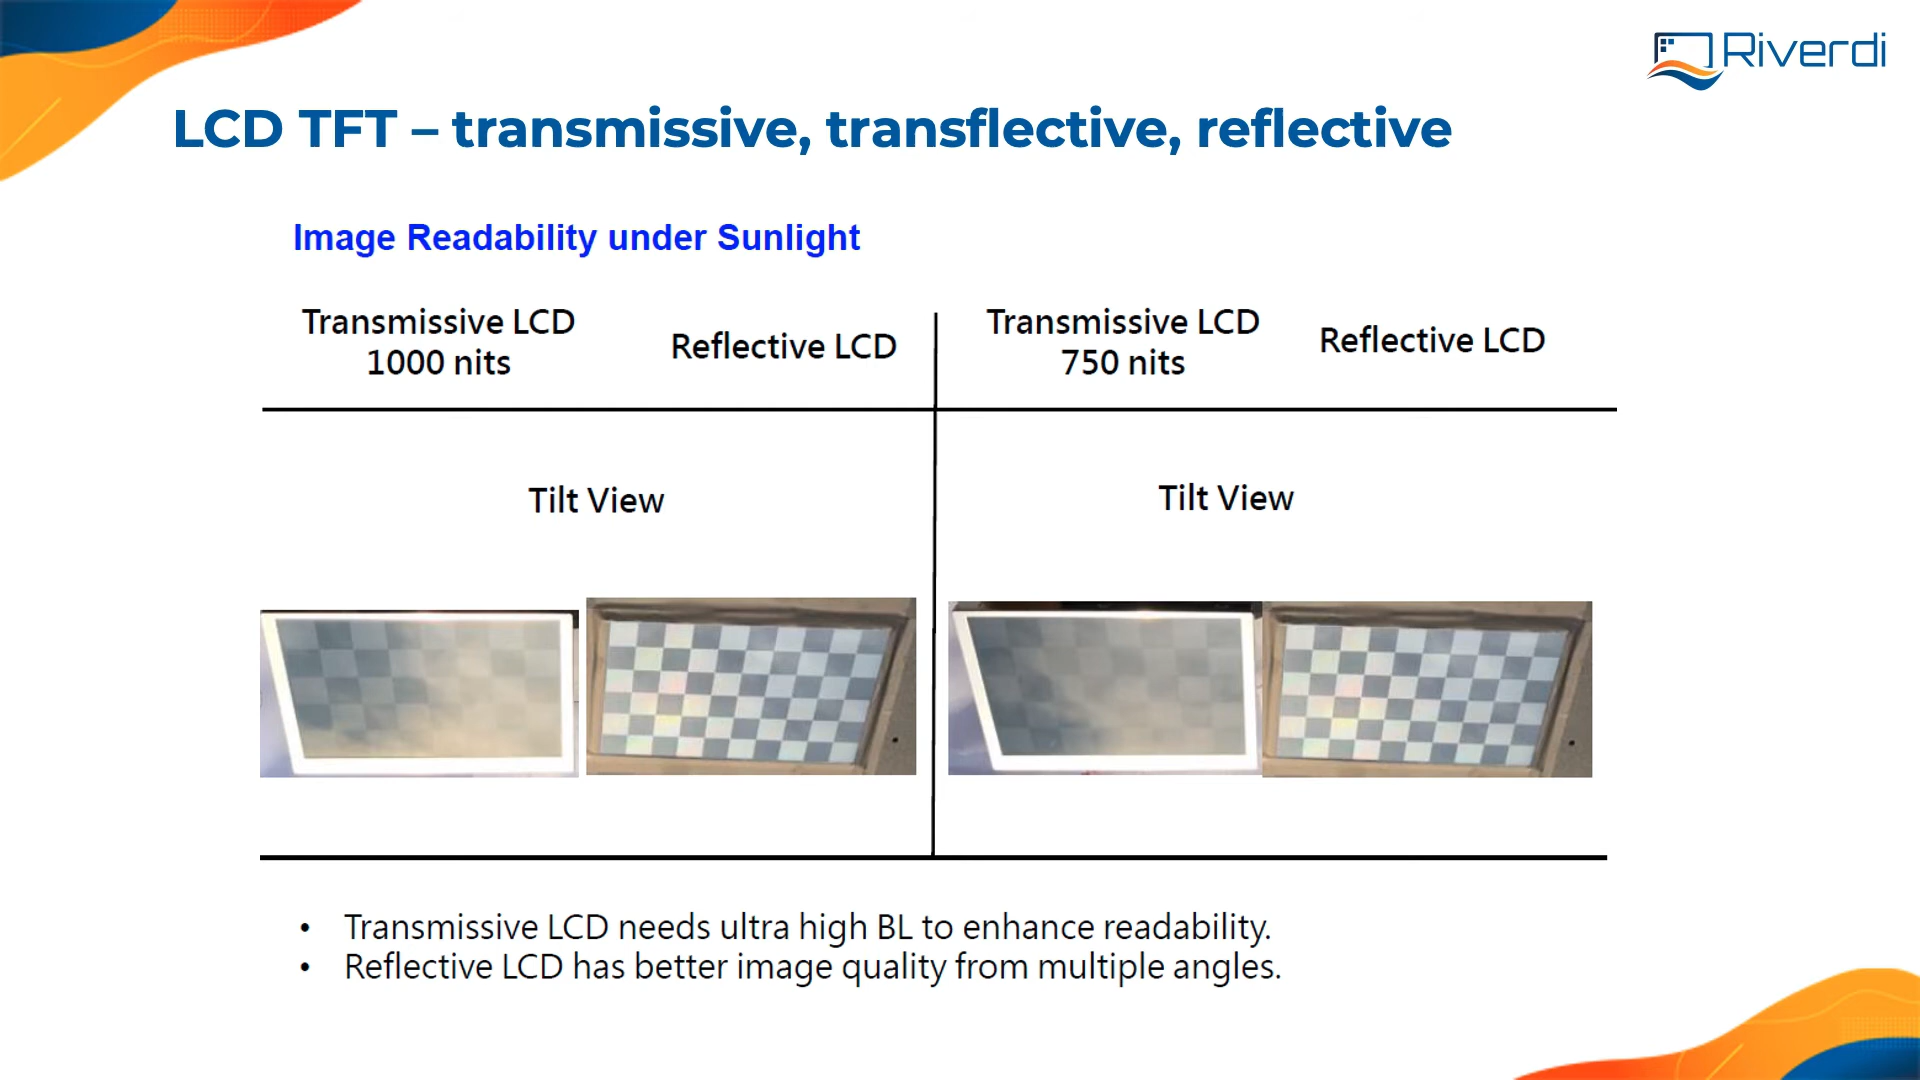 Riverdi
LCD TFT – transmissive, transflective, reflective
Image Readability under Sunlight
Transmissive LCD
1000 nits
Reflective LCD
Transmissive LCD
750 nits
Reflective LCD
Tilt View
Tilt View
• Transmissive LCD needs ultra high BL to enhance readability.
• Reflective LCD has better image quality from multiple angles.